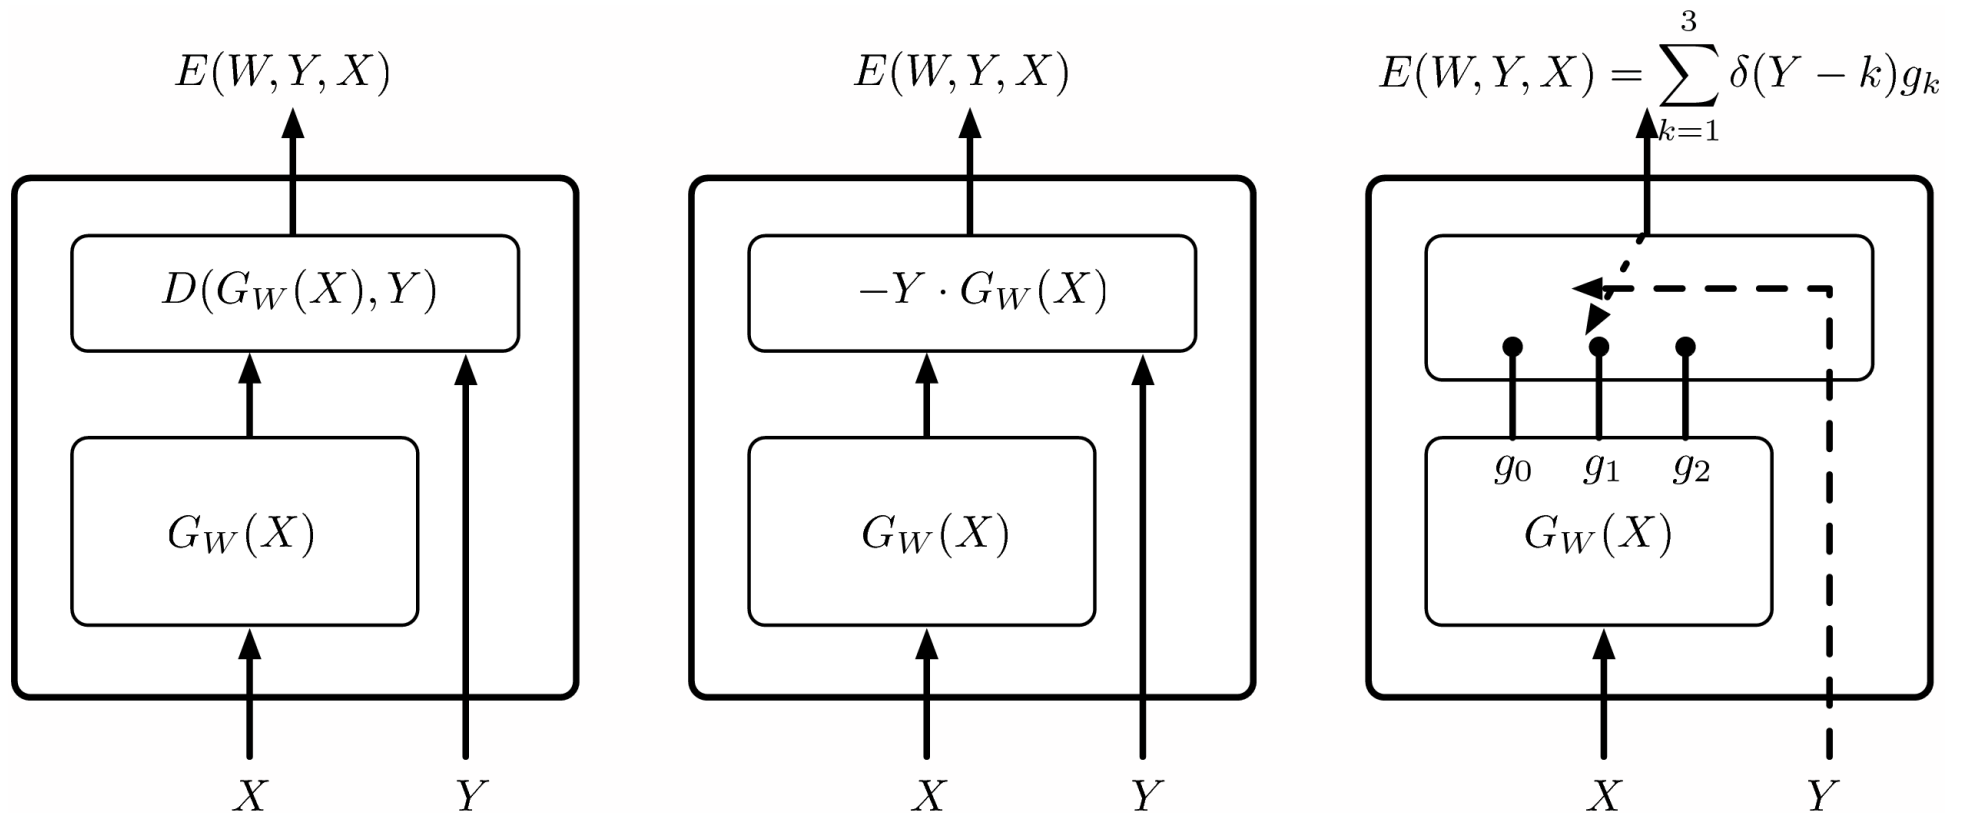 E(W, Y, X)
D(G_W(X), Y)
G_W(X)
X Y
E(W, Y, X)
−Y · G_W(X)
G_W(X)
X Y
E(W, Y, X) = ∑_{k=1}^{3} δ(Y − k)g_k
g_0 g_1 g_2
G_W(X)
X Y